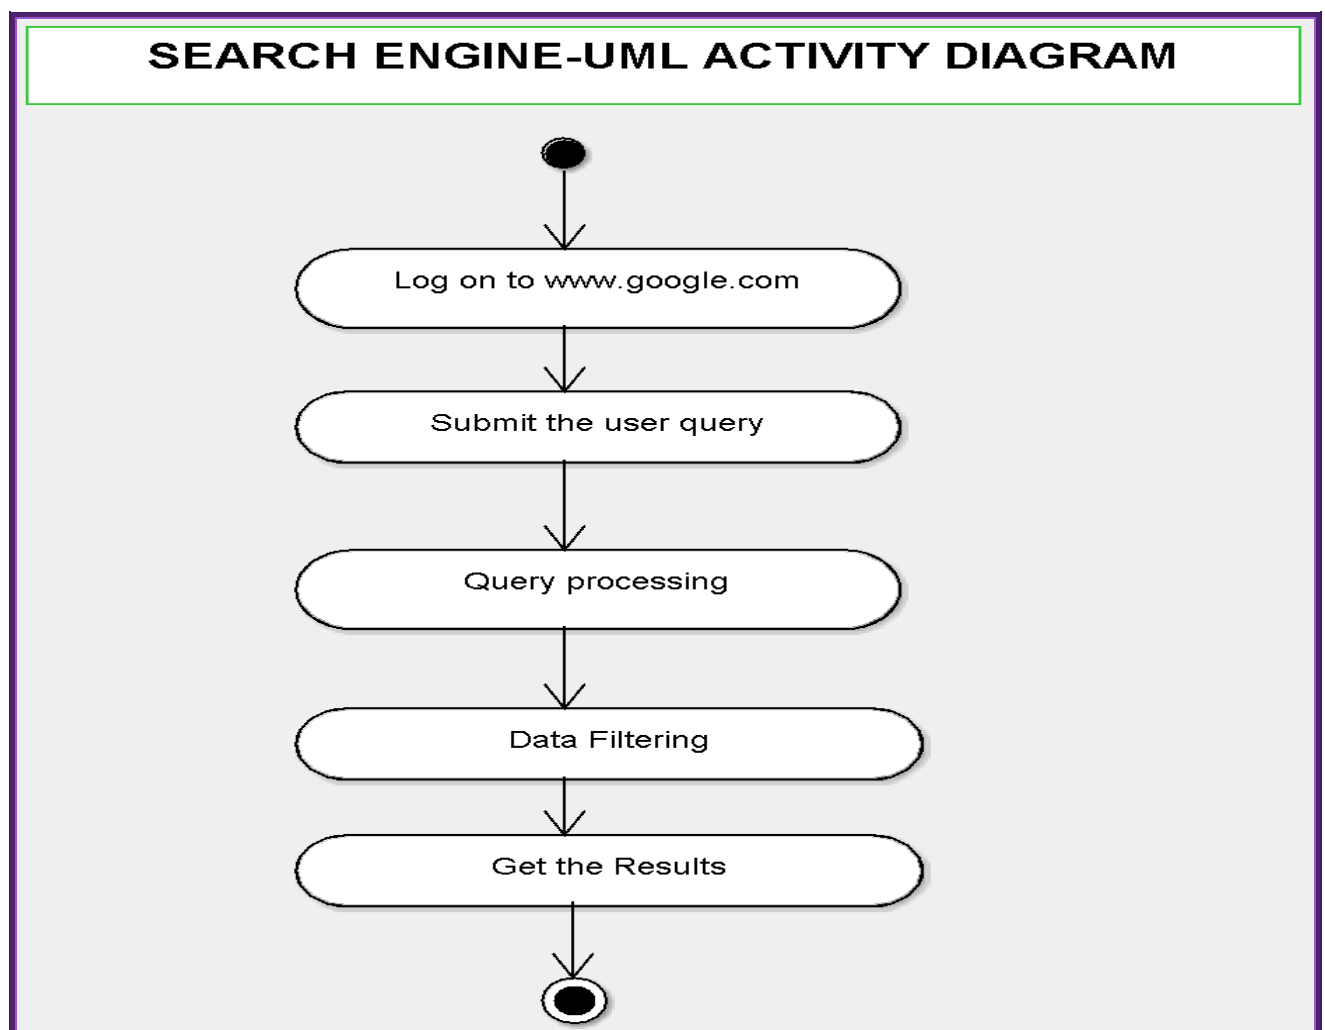 SEARCH ENGINE-UML ACTIVITY DIAGRAM
Log on to www.google.com
Submit the user query
Query processing
Data Filtering
Get the Results